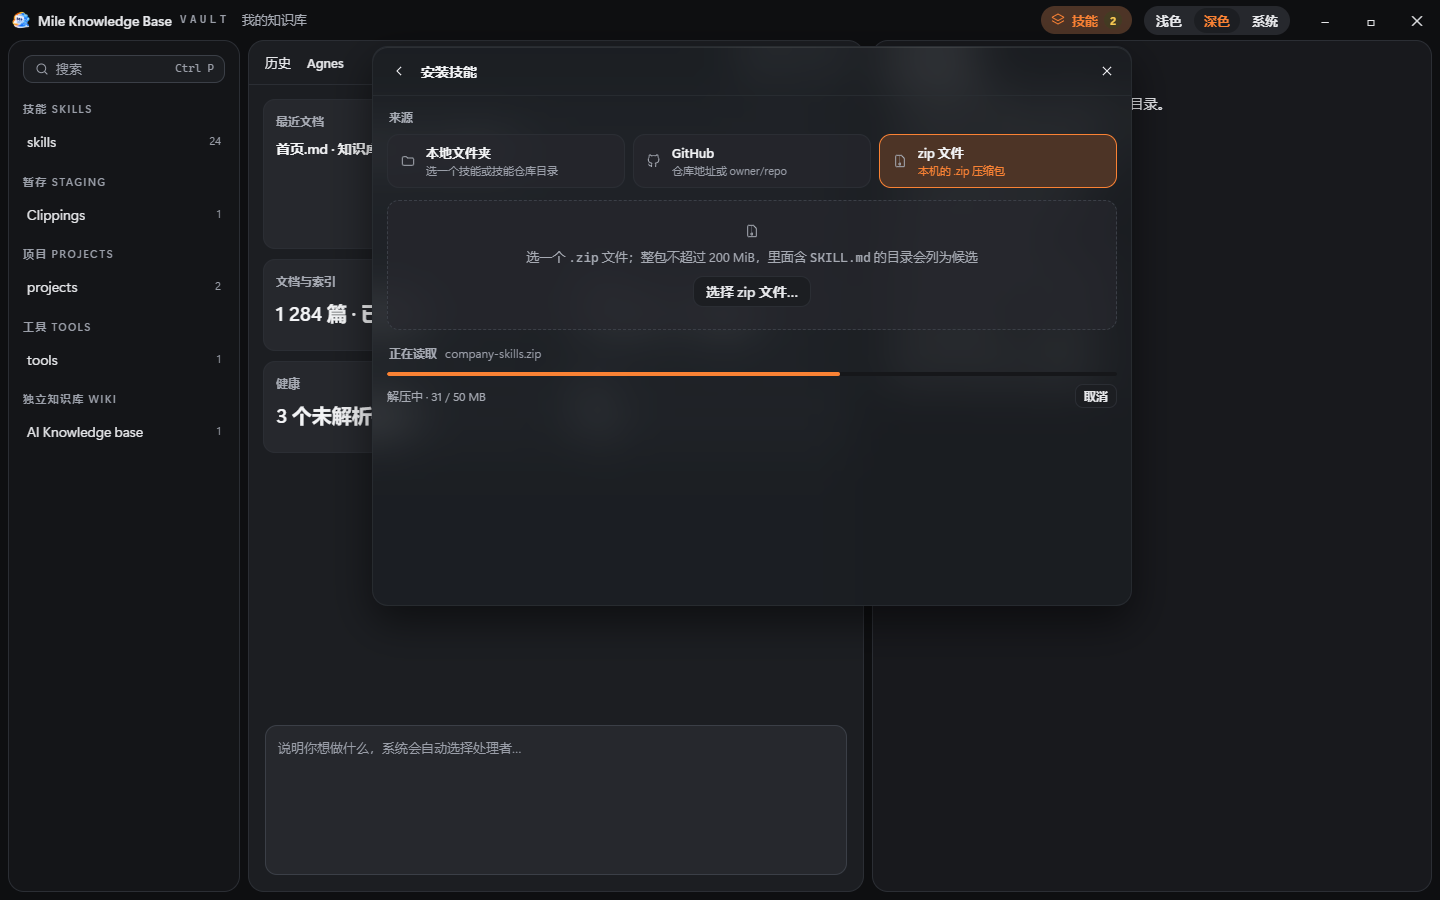 Mile Knowledge Base VAULT 我的知识库
技能 2
浅色 深色 系统
搜索 Ctrl P
技能 SKILLS
skills 24
暂存 STAGING
Clippings 1
项目 PROJECTS
projects 2
工具 TOOLS
tools 1
独立知识库 WIKI
AI Knowledge base 1
历史 Agnes
最近文档
首页.md · 知识库
文档与索引
1 284 篇 · 已
健康
3 个未解析
说明你想做什么，系统会自动选择处理者...
目录。
安装技能
来源
本地文件夹
选一个技能或技能仓库目录
GitHub
仓库地址或 owner/repo
zip 文件
本机的 .zip 压缩包
选一个 .zip 文件；整包不超过 200 MiB，里面含 SKILL.md 的目录会列为候选
选择 zip 文件...
正在读取 company-skills.zip
解压中 · 31 / 50 MB
取消